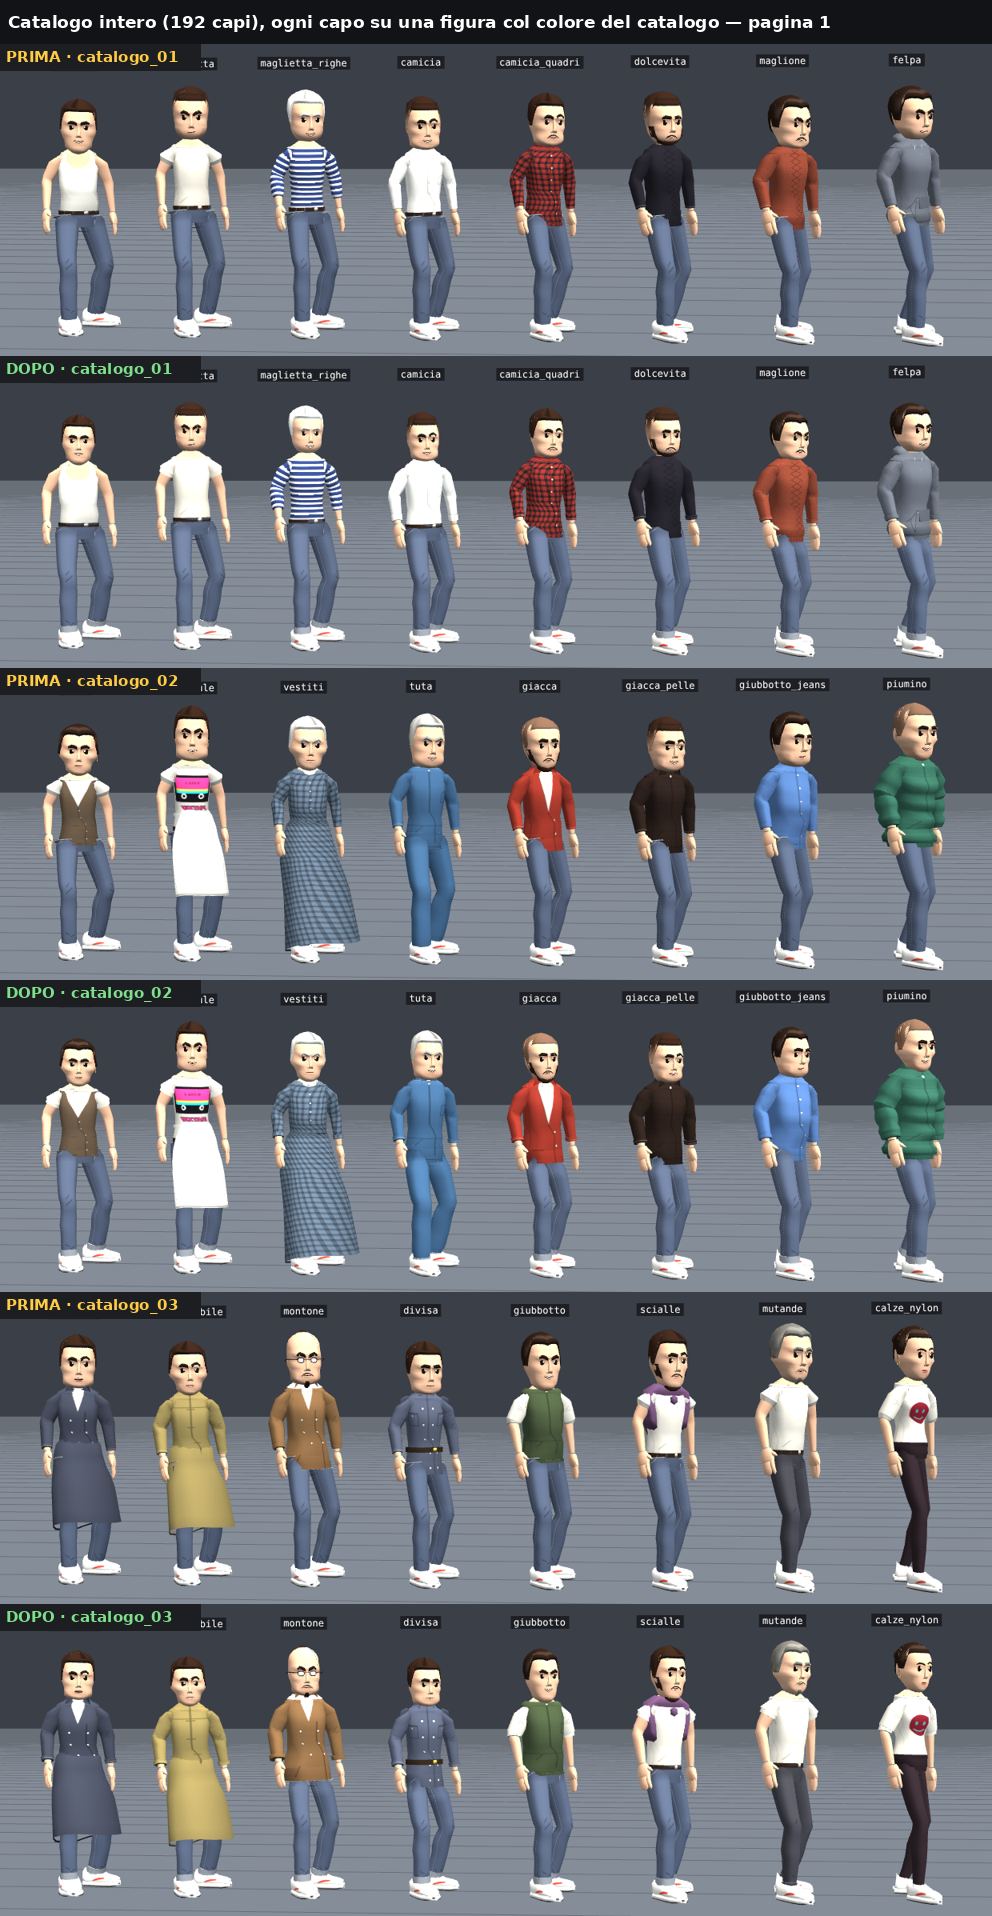 Catalogo intero (192 capi), ogni capo su una figura col colore del catalogo — pagina 1
PRIMA · catalogo_01
maglietta_righe camicia camicia_quadri dolcevita maglione felpa
DOPO · catalogo_01
maglietta_righe camicia camicia_quadri dolcevita maglione felpa
PRIMA · catalogo_02
vestiti tuta giacca giacca_pelle giubbotto_jeans piumino
DOPO · catalogo_02
vestiti tuta giacca giacca_pelle giubbotto_jeans piumino
PRIMA · catalogo_03
bile montone divisa giubbotto scialle mutande calze_nylon
DOPO · catalogo_03
bile montone divisa giubbotto scialle mutande calze_nylon